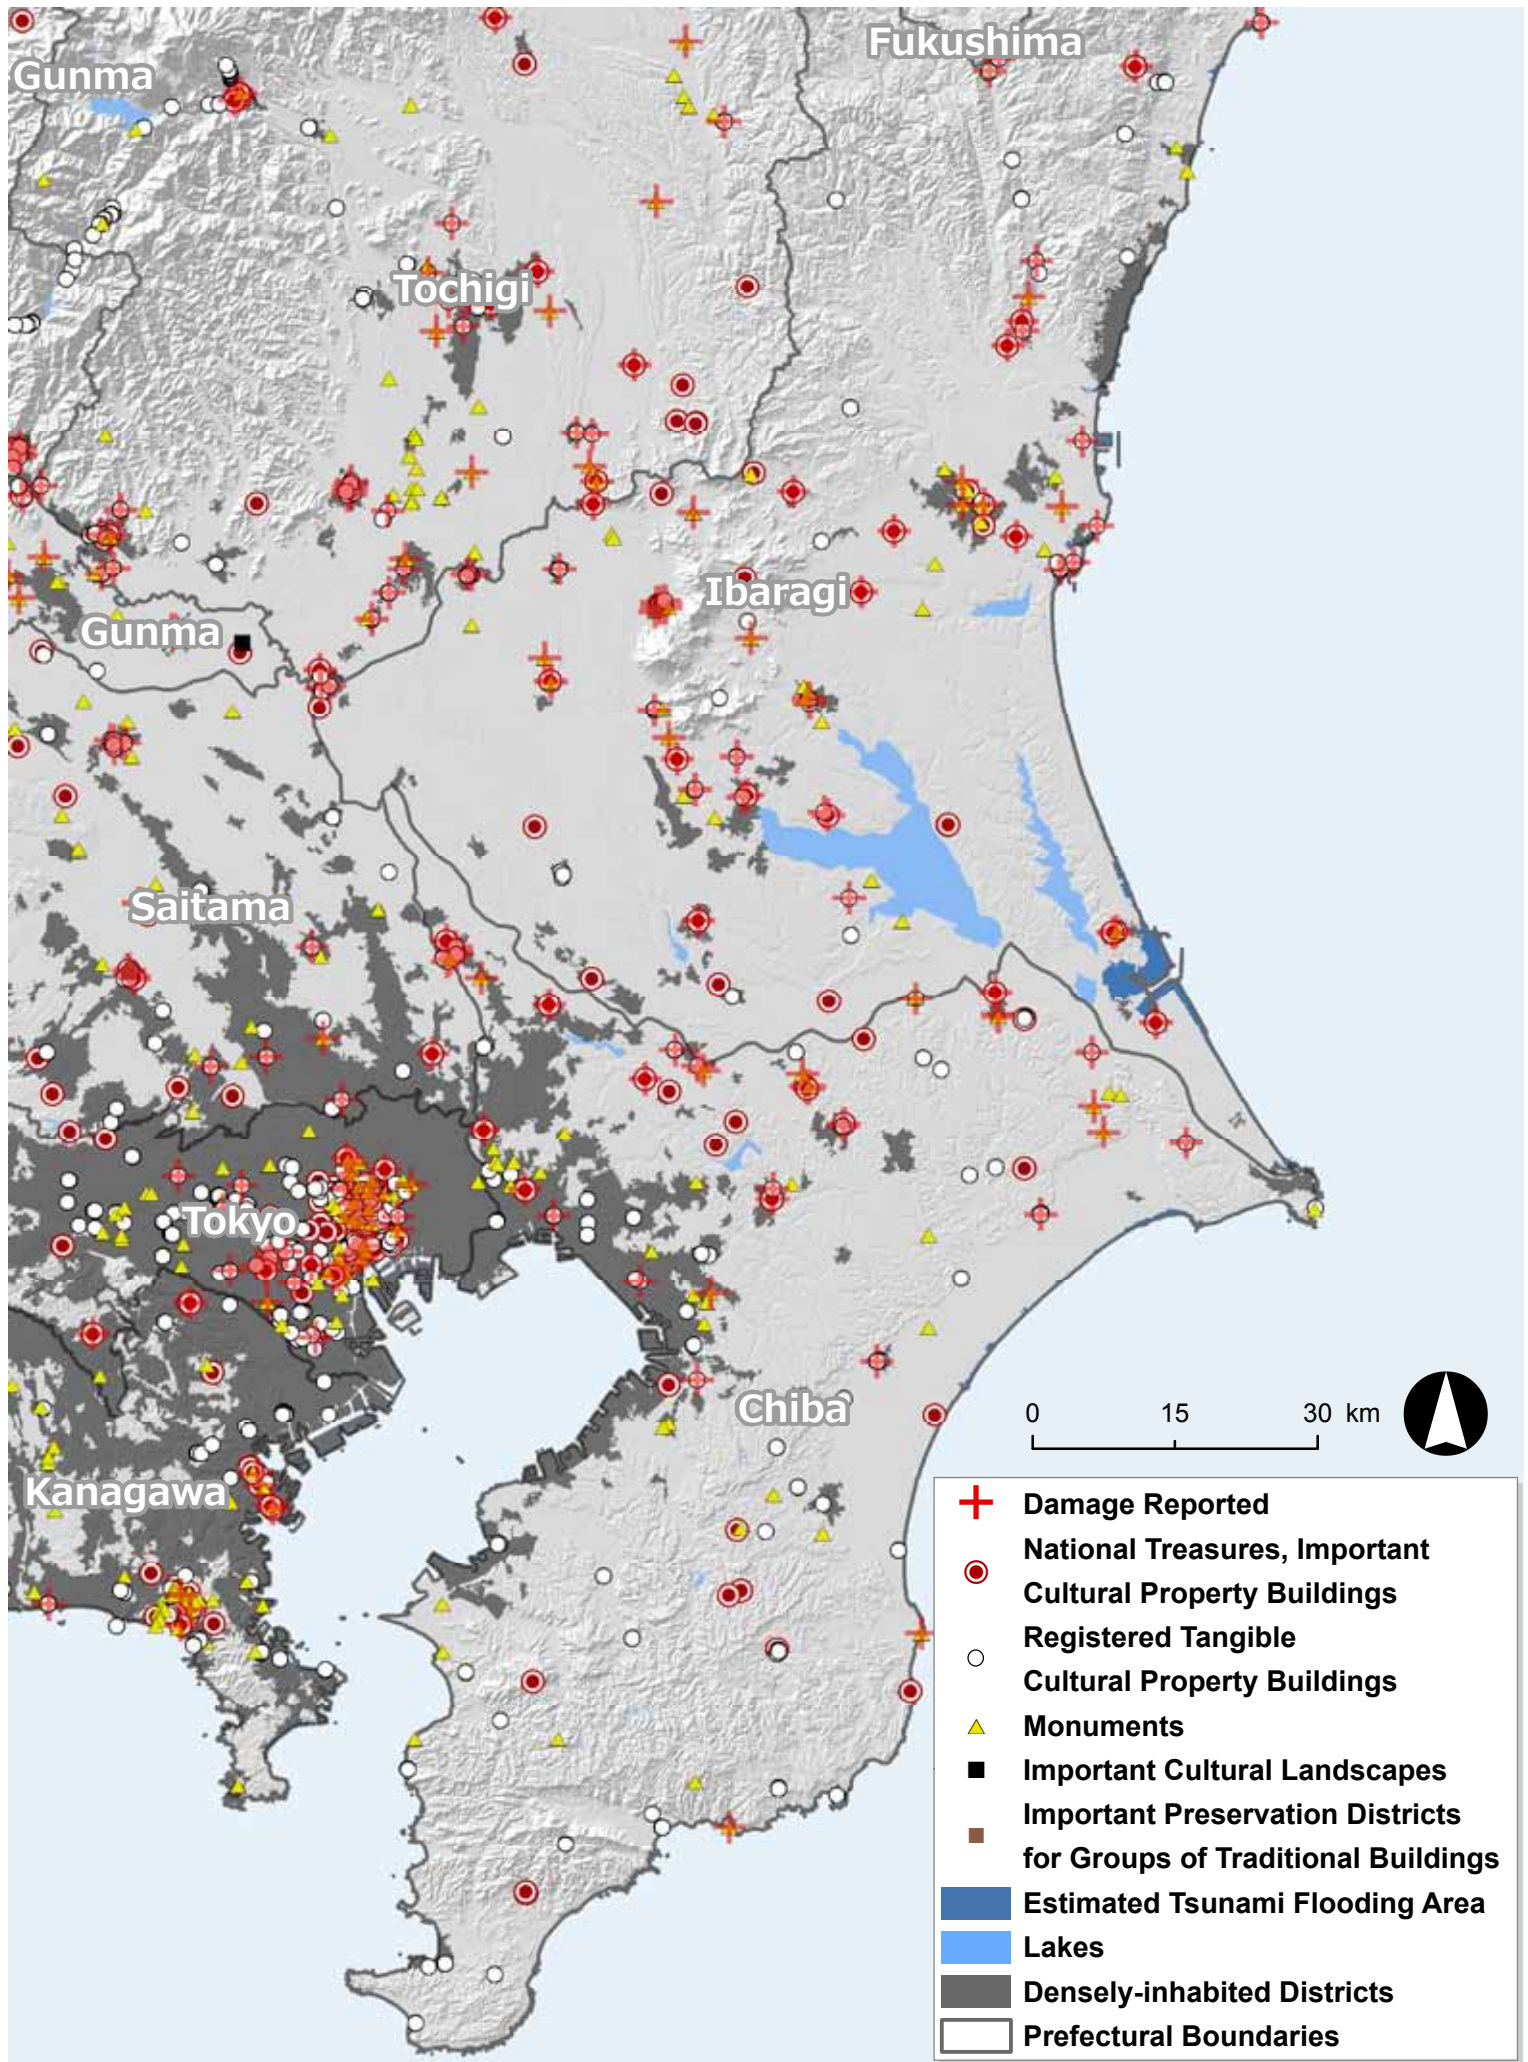 Fukushima
Gunma
Tochigi
Ibaragi
Gunma
Saitama
Tokyo
Chiba
Kanagawa
0 15 30 km
Damage Reported
National Treasures, Important
Cultural Property Buildings
Registered Tangible
Cultural Property Buildings
Monuments
Important Cultural Landscapes
Important Preservation Districts
for Groups of Traditional Buildings
Estimated Tsunami Flooding Area
Lakes
Densely-inhabited Districts
Prefectural Boundaries